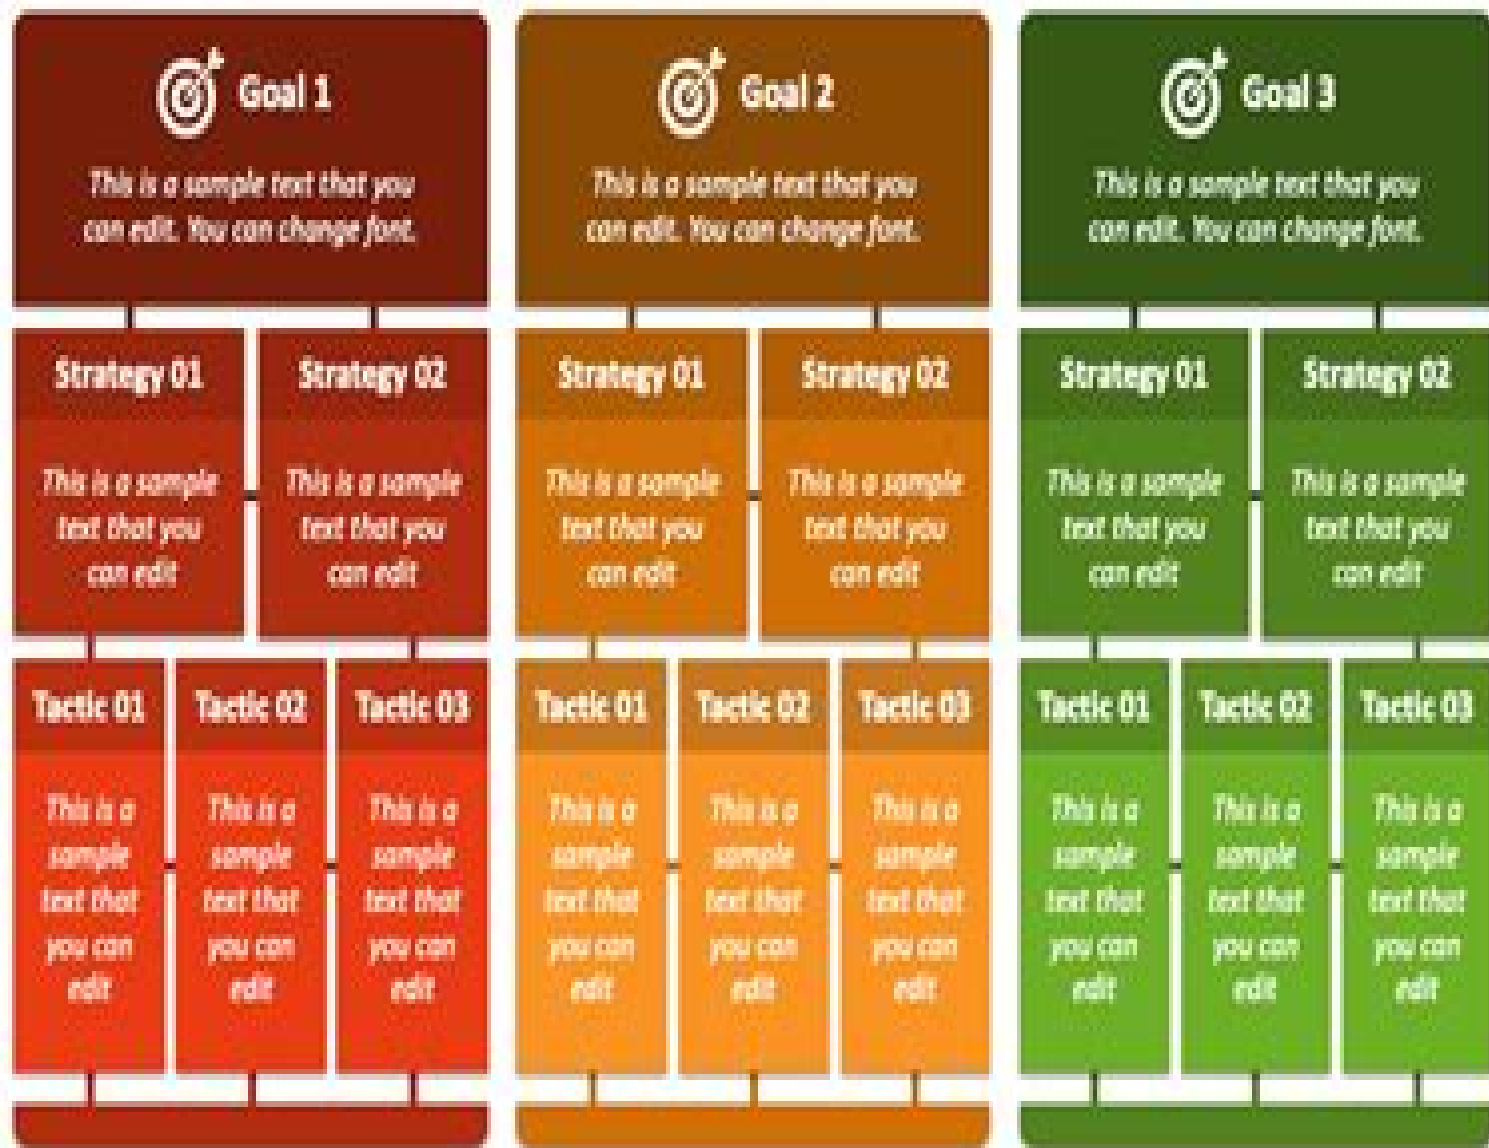 Goal 1
This is a sample text that you
can edit. You can change font.
Strategy 01
This is a sample
text that you
can edit
Strategy 02
This is a sample
text that you
can edit
Tactic 01
This is a
sample
text that
you can
edit
Tactic 02
This is a
sample
text that
you can
edit
Tactic 03
This is a
sample
text that
you can
edit
Goal 2
This is a sample text that you
can edit. You can change font.
Strategy 01
This is a sample
text that you
can edit
Strategy 02
This is a sample
text that you
can edit
Tactic 01
This is a
sample
text that
you can
edit
Tactic 02
This is a
sample
text that
you can
edit
Tactic 03
This is a
sample
text that
you can
edit
Goal 3
This is a sample text that you
can edit. You can change font.
Strategy 01
This is a sample
text that you
can edit
Strategy 02
This is a sample
text that you
can edit
Tactic 01
This is a
sample
text that
you can
edit
Tactic 02
This is a
sample
text that
you can
edit
Tactic 03
This is a
sample
text that
you can
edit